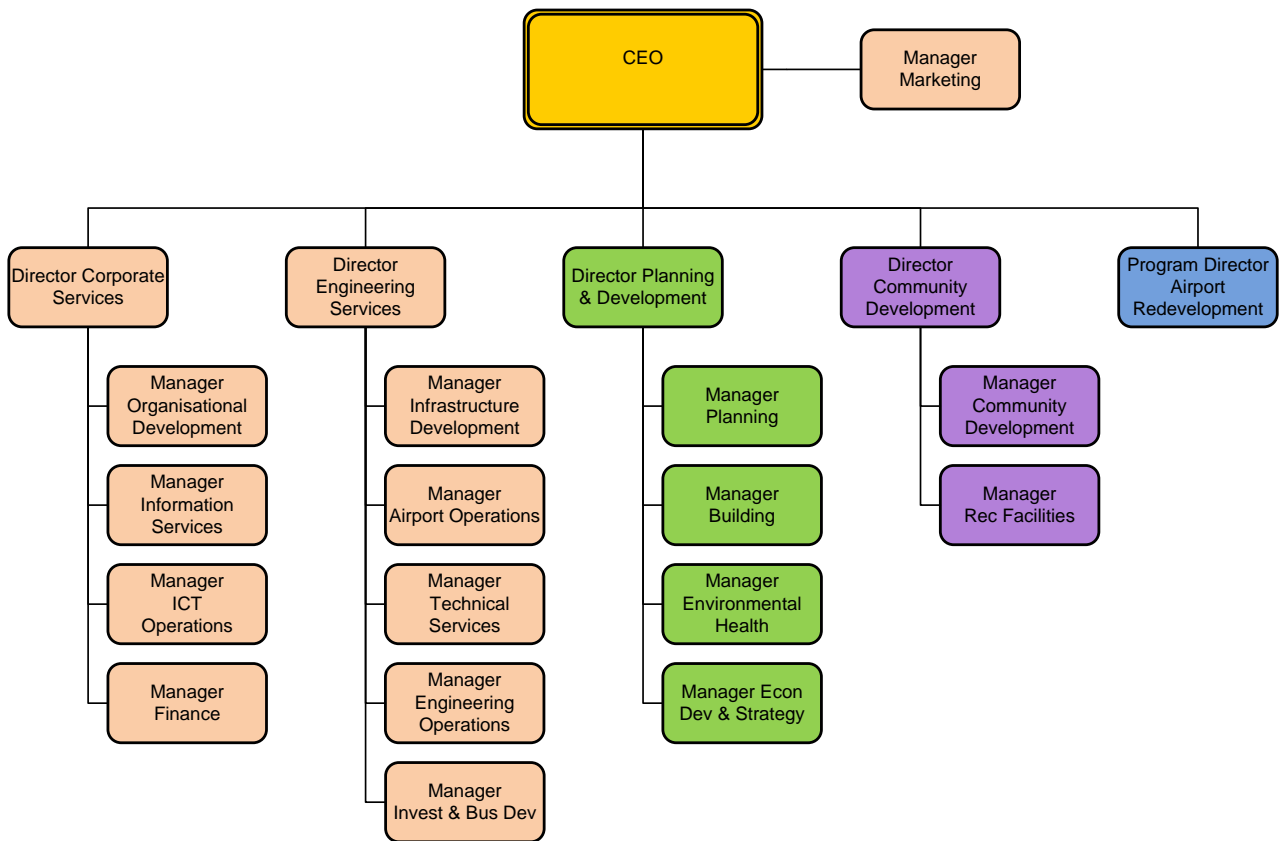 CEO
Manager
Marketing
Director Corporate
Services
Director
Engineering
Services
Director Planning
& Development
Director
Community
Development
Program Director
Airport
Redevelopment
Manager
Organisational
Development
Manager
Information
Services
Manager
ICT
Operations
Manager
Finance
Manager
Infrastructure
Development
Manager
Airport Operations
Manager
Technical
Services
Manager
Engineering
Operations
Manager
Invest & Bus Dev
Manager
Planning
Manager
Building
Manager
Environmental
Health
Manager Econ
Dev & Strategy
Manager
Community
Development
Manager
Rec Facilities